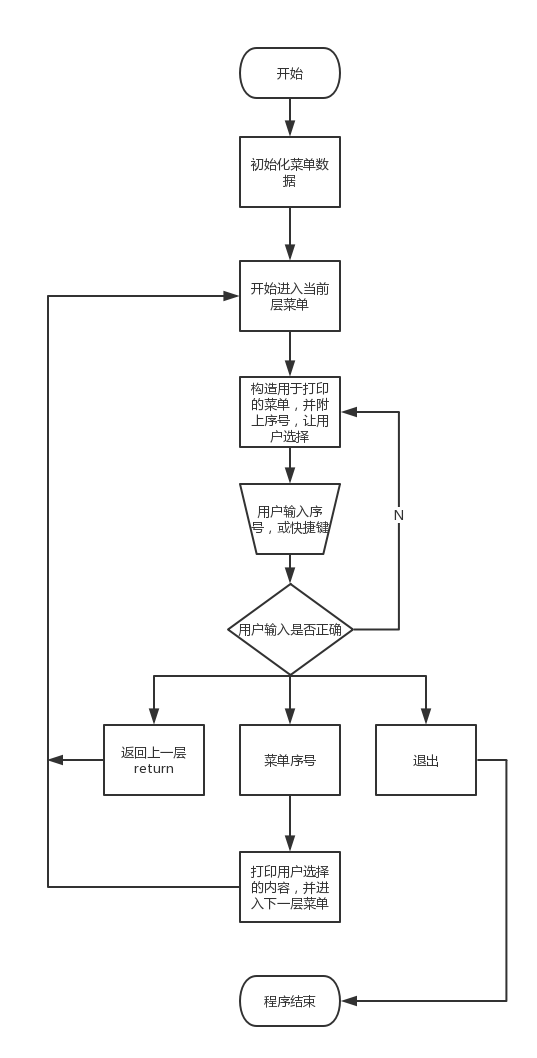 开始
初始化菜单数
据
开始进入当前
层菜单
构造用于打印
的菜单，并附
上序号，让用
户选择
用户输入序
号，或快捷键
N
用户输入是否正确
返回上一层
return
菜单序号
退出
打印用户选择
的内容，并进
入下一层菜单
程序结束